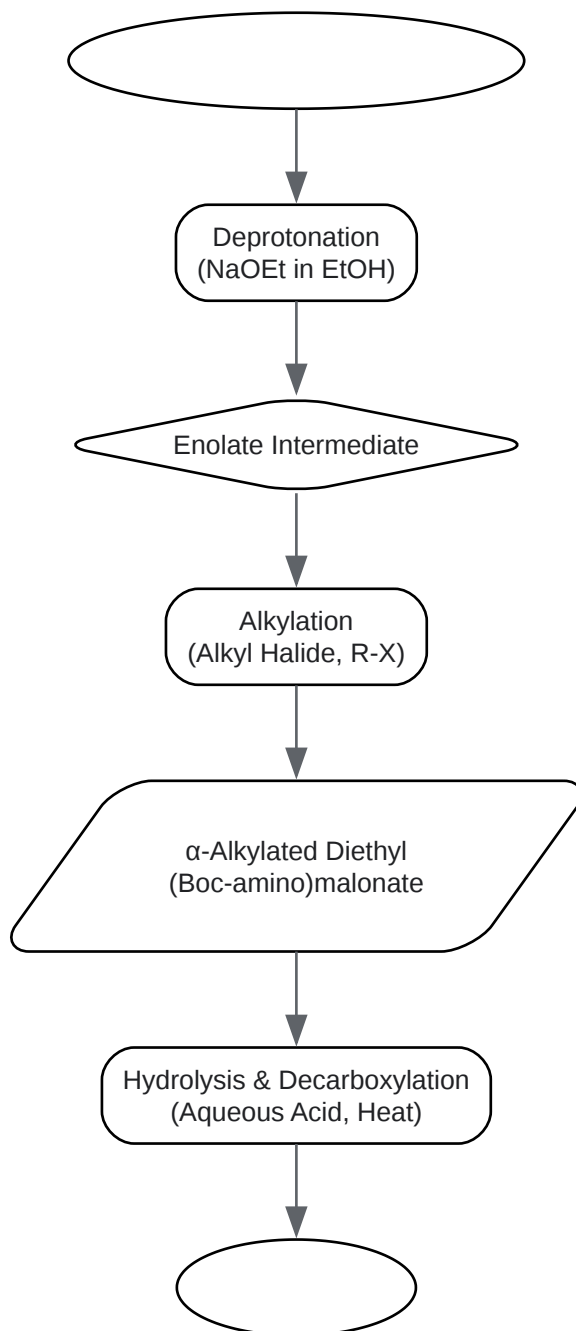 Deprotonation
(NaOEt in EtOH)
Enolate Intermediate
Alkylation
(Alkyl Halide, R-X)
α-Alkylated Diethyl
(Boc-amino)malonate
Hydrolysis & Decarboxylation
(Aqueous Acid, Heat)